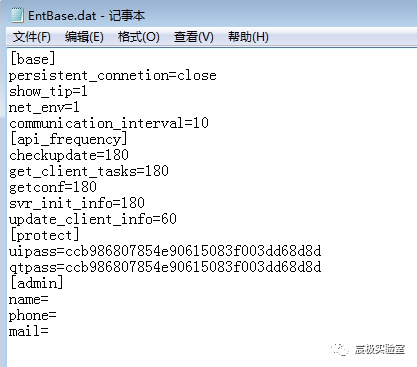 EntBase.dat - 记事本
文件(F) 编辑(E) 格式(O) 查看(V) 帮助(H)
[base]
persistent_connetion=close
show_tip=1
net_env=1
communication_interval=10
[api_frequency]
checkupdate=180
get_client_tasks=180
getconf=180
svr_init_info=180
update_client_info=60
[protect]
uipass=ccb986807854e90615083f003dd68d8d
qtpass=ccb986807854e90615083f003dd68d8d
[admin]
name=
phone=
mail=
宸极实验室